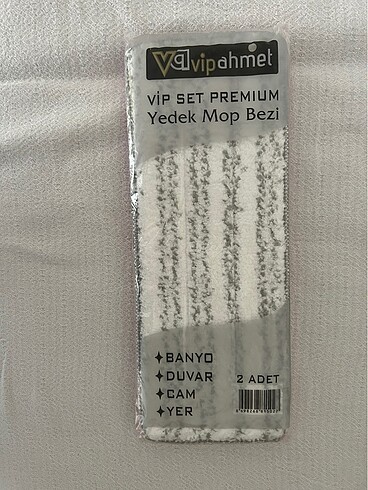 vipahmet
VİP SET PREMIUM
Yedek Mop Bezi
BANYO
DUVAR
CAM
YER
2 ADET